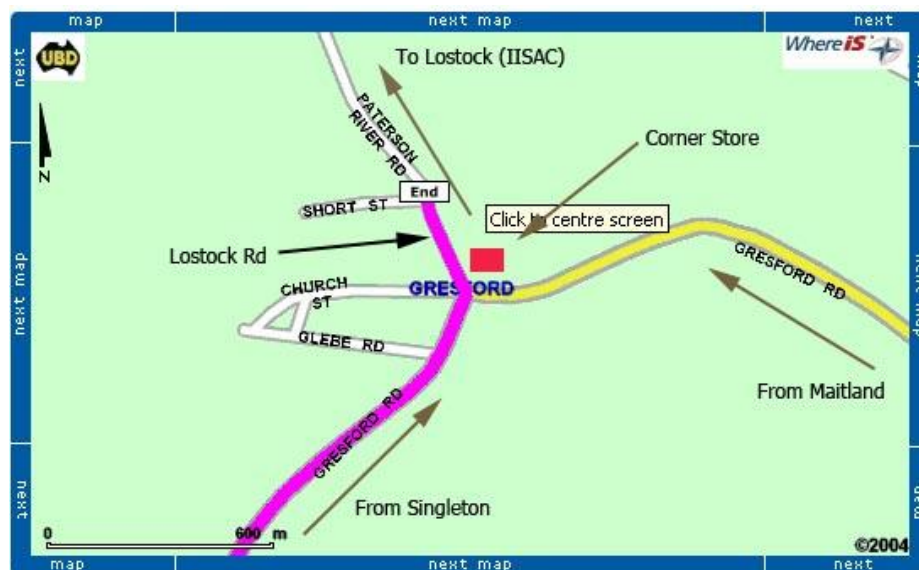 map
next map
next
next
UBD
To Lostock (IISAC)
WhereiS
map
N
PATERSON
RIVER RD
Corner Store
End
SHORT ST
Click to centre screen
Lostock Rd
next map
GRESFORD RD
CHURCH
ST
GRESFORD
GLEBE RD
From Maitland
GRESFORD RD
From Singleton
next
0 600 m
©2004
map
next map
next